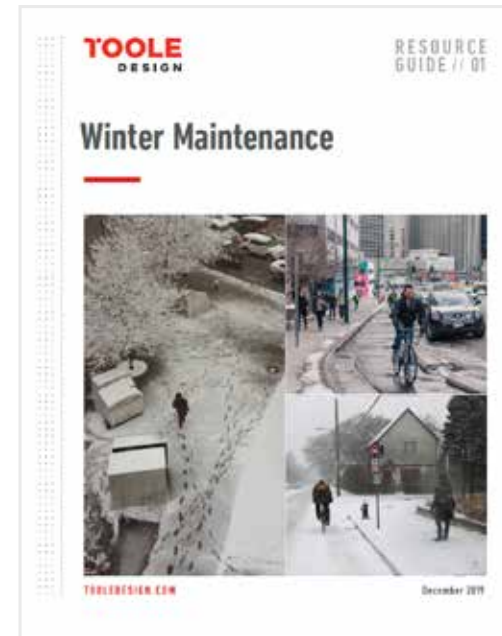 TOOLE
DESIGN
RESOURCE
GUIDE // 01
Winter Maintenance
TOOLEDESIGN.COM
December 2019